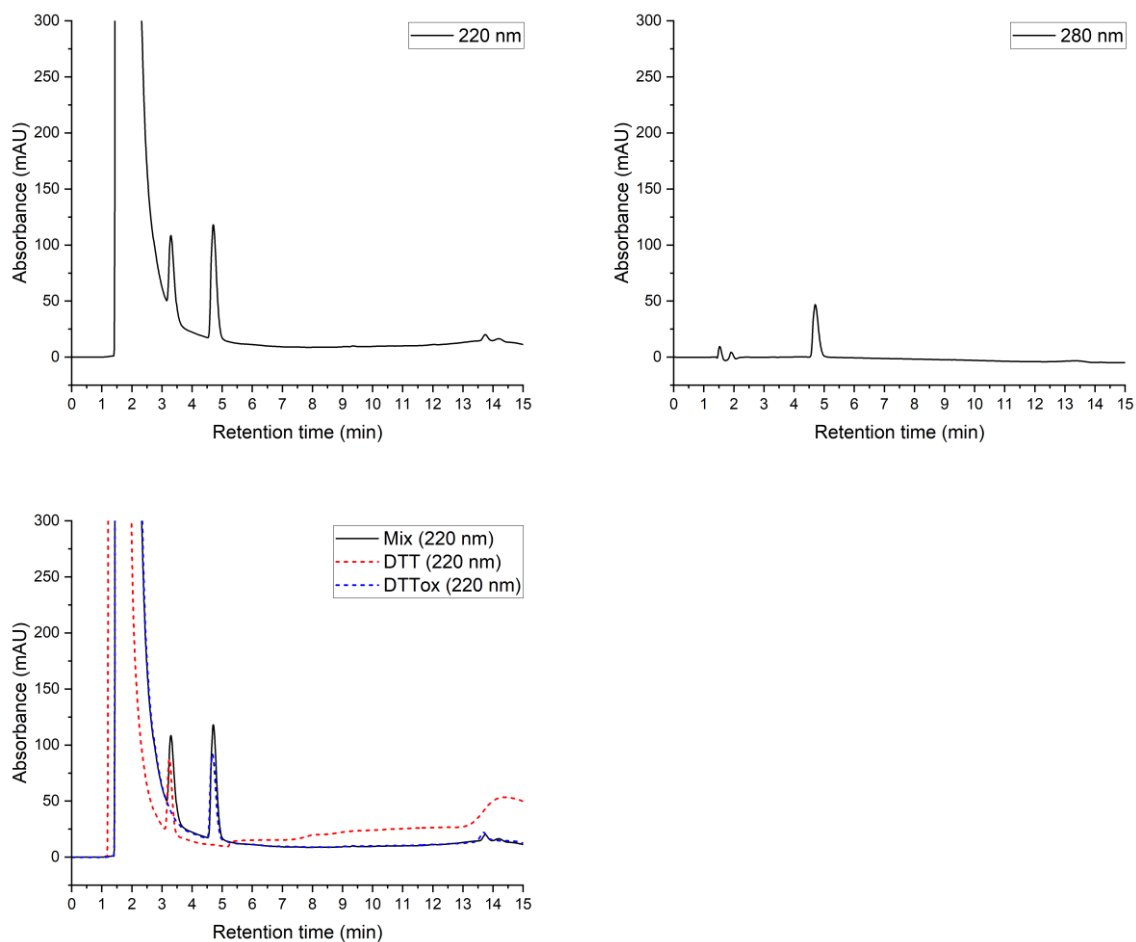 220 nm
300
250
200
150
100
50
0
Absorbance (mAU)
0 1 2 3 4 5 6 7 8 9 10 11 12 13 14 15
Retention time (min)
280 nm
300
250
200
150
100
50
0
Absorbance (mAU)
0 1 2 3 4 5 6 7 8 9 10 11 12 13 14 15
Retention time (min)
Mix (220 nm)
DTT (220 nm)
DTTox (220 nm)
300
250
200
150
100
50
0
Absorbance (mAU)
0 1 2 3 4 5 6 7 8 9 10 11 12 13 14 15
Retention time (min)